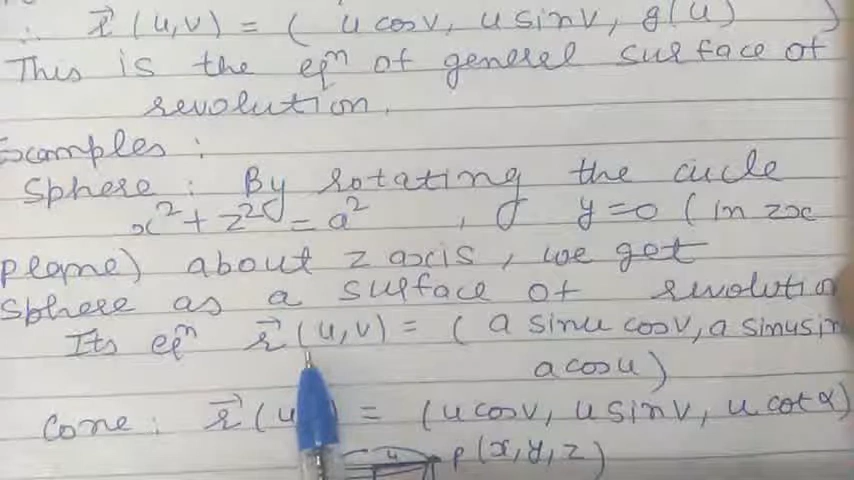 ∴ r⃗ (u,v) = ( u cosv, u sinv, g(u) )
This is the eqⁿ of general surface of
revolution.
Examples:
Sphere: By rotating the circle
x² + z² = a² , y=0 (in zx
plane) about z axis, we get
sphere as a surface of revolution
Its eqⁿ r⃗ (u,v) = ( a sinu cosv, a sinu sin
a cosu )
Cone: r⃗ (u ) = (u cosv, u sinv, u cot α)
u P(x,y,z)